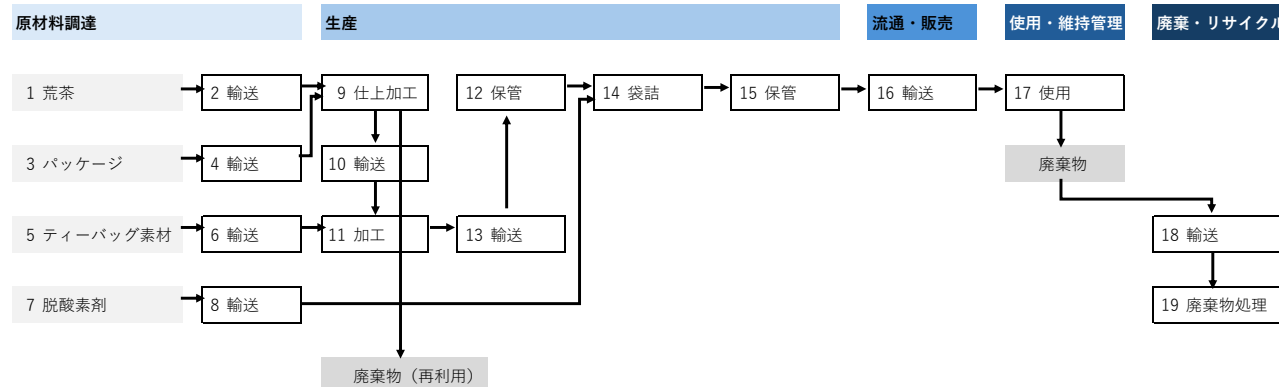 原材料調達
生産
流通・販売
使用・維持管理
廃棄・リサイクル
1 荒茶
2 輸送
9 仕上加工
12 保管
14 袋詰
15 保管
16 輸送
17 使用
3 パッケージ
4 輸送
10 輸送
廃棄物
5 ティーバッグ素材
6 輸送
11 加工
13 輸送
18 輸送
7 脱酸素剤
8 輸送
19 廃棄物処理
廃棄物（再利用）